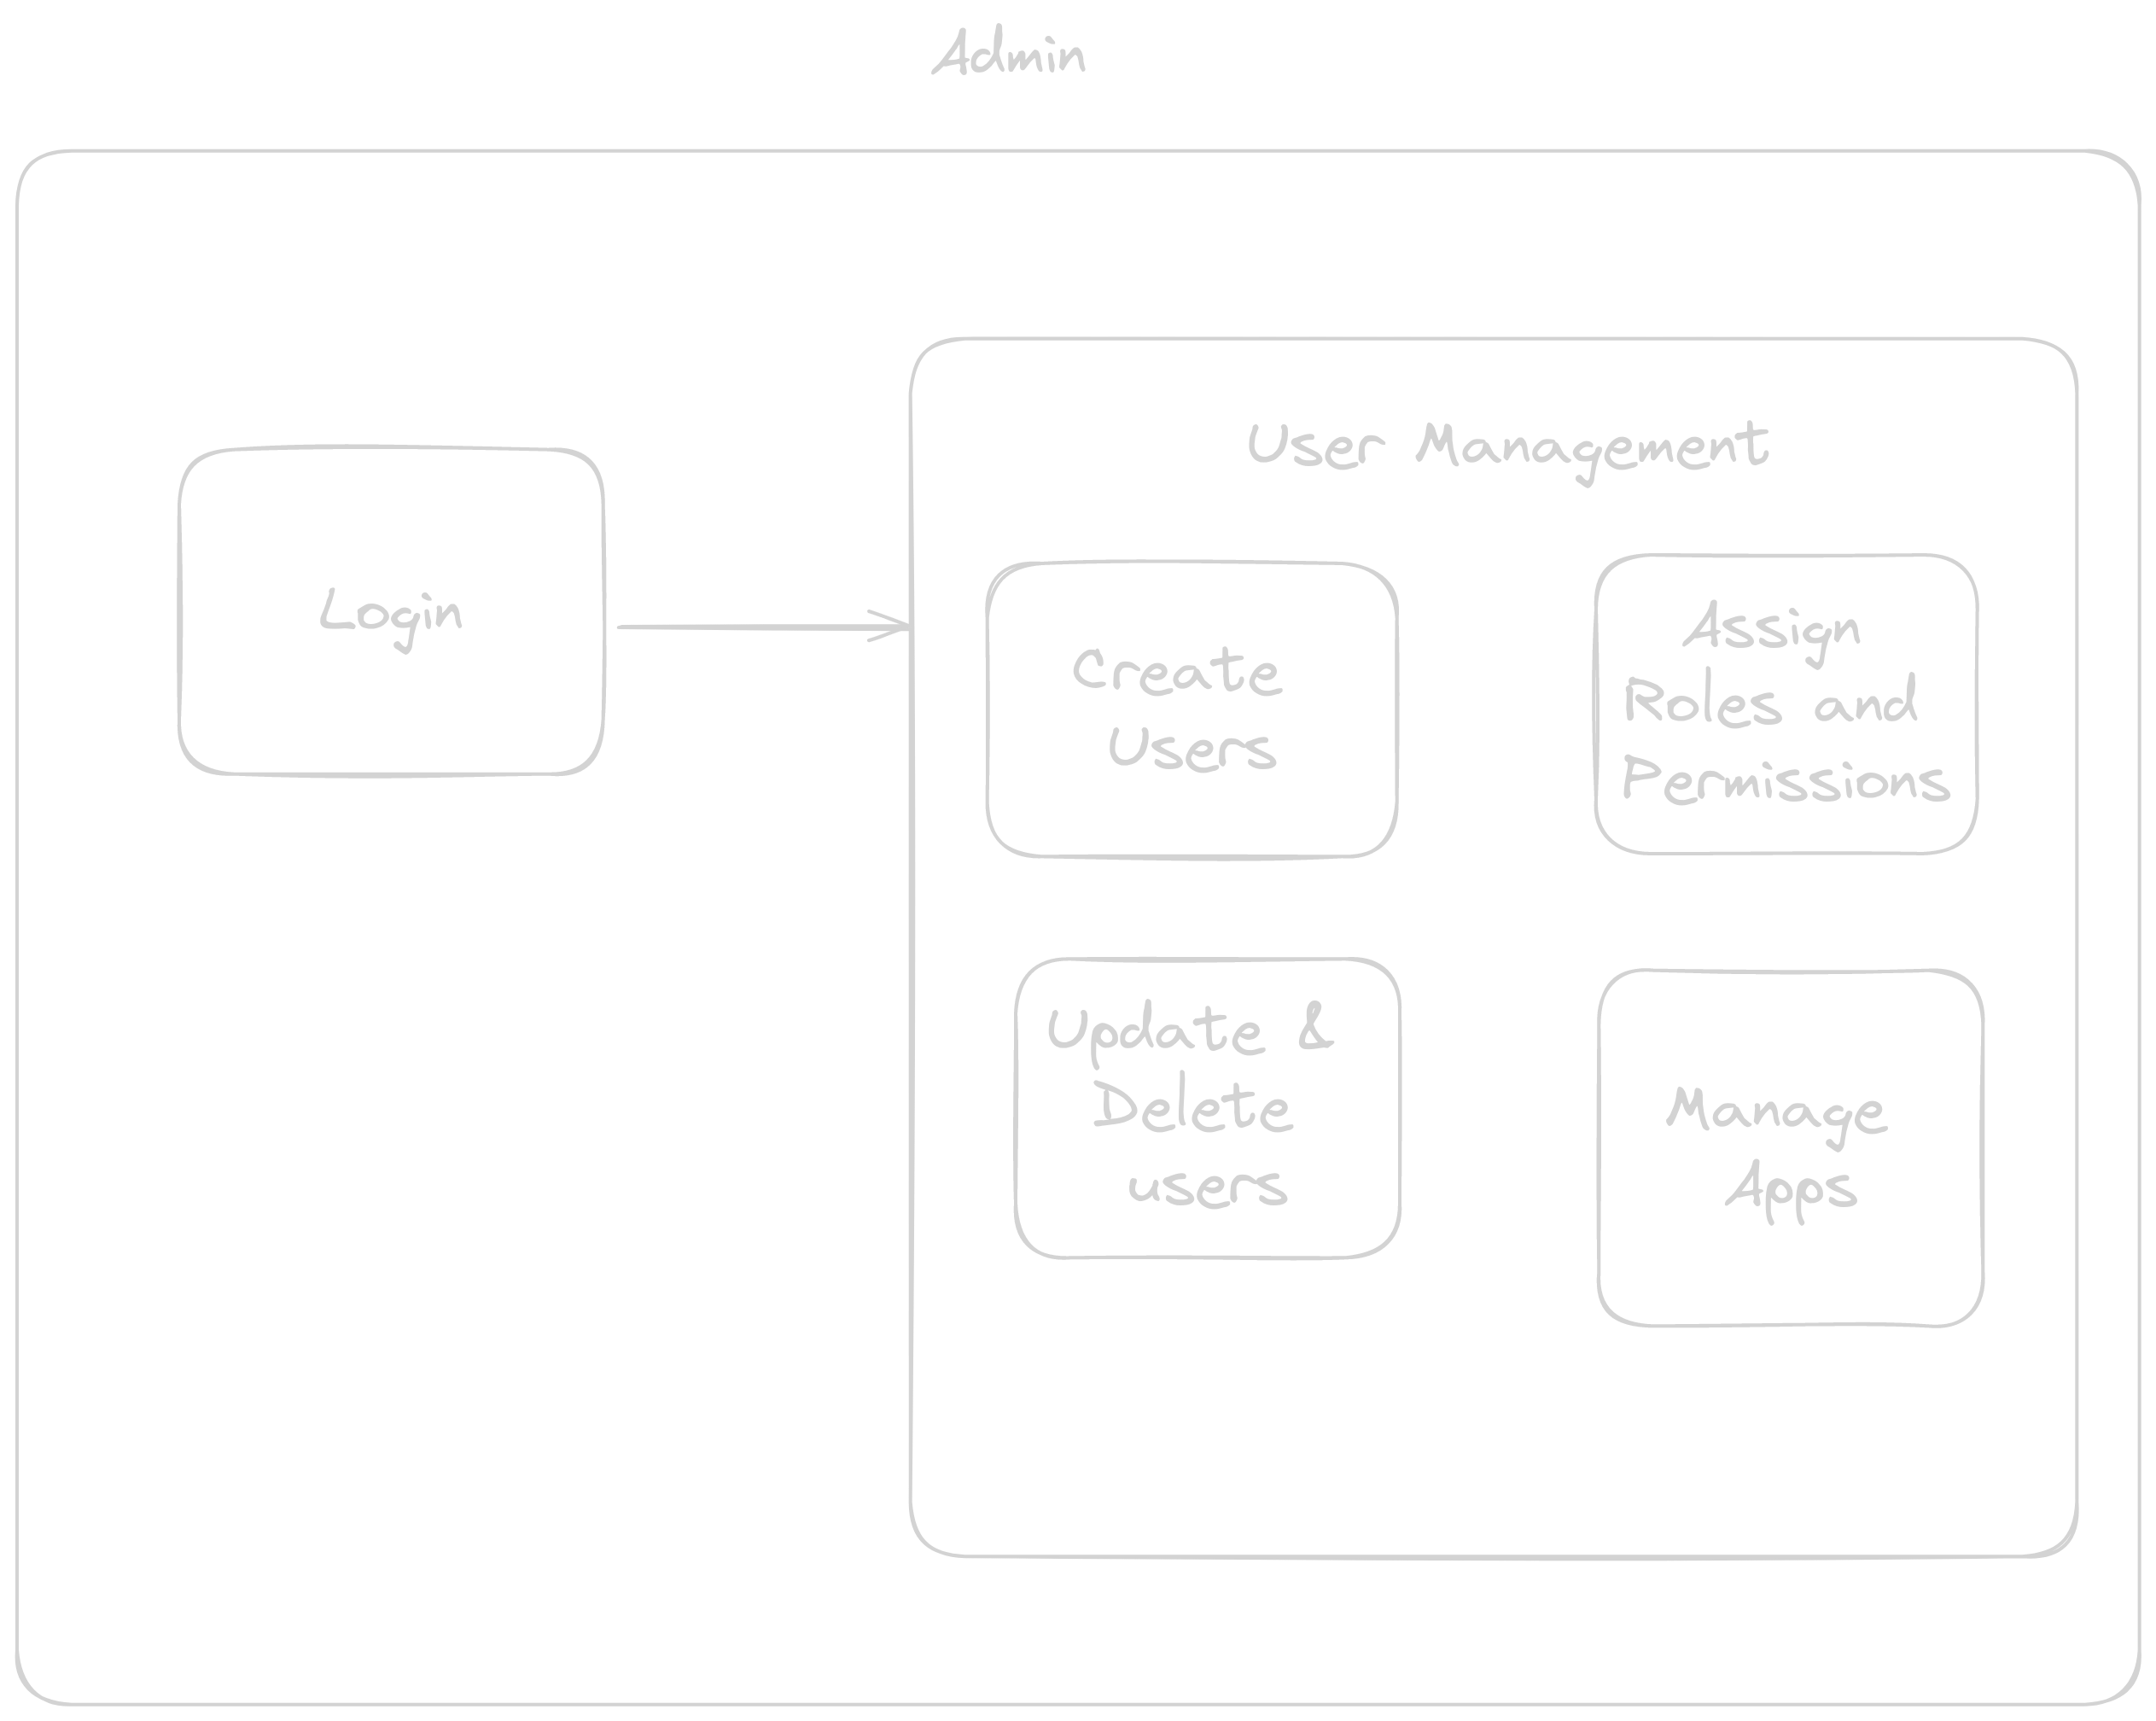 Admin
User Management
Login
Create
Users
Assign
Roles and
Permissions
Update &
Delete
users
Manage
Apps